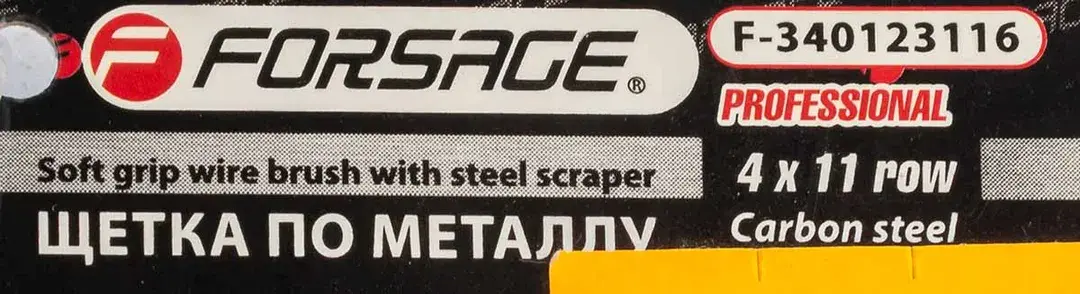 FORSAGE®
F-340123116
PROFESSIONAL
Soft grip wire brush with steel scraper
4 x 11 row
ЩЕТКА ПО МЕТАЛЛУ
Carbon steel